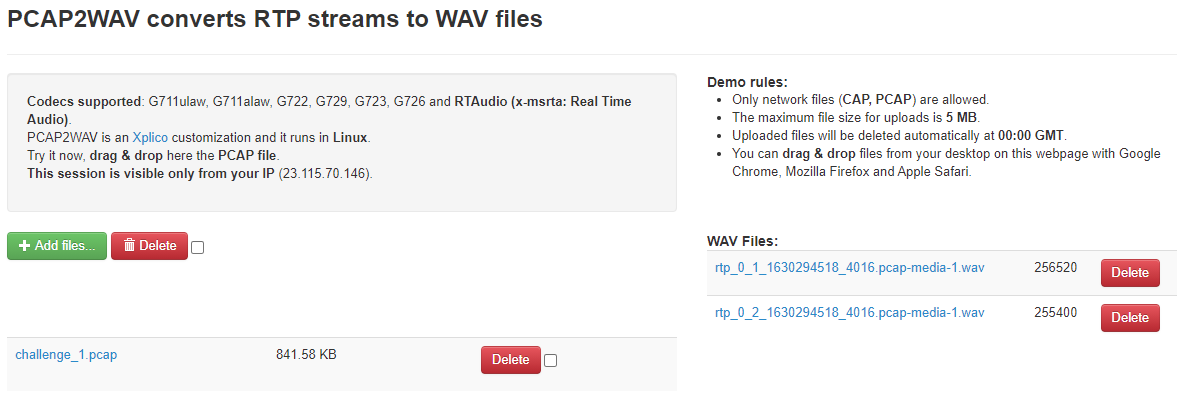 PCAP2WAV converts RTP streams to WAV files
Codecs supported: G711ulaw, G711alaw, G722, G729, G723, G726 and RTAudio (x-msrta: Real Time
Audio).
PCAP2WAV is an Xplico customization and it runs in Linux.
Try it now, drag & drop here the PCAP file.
This session is visible only from your IP (23.115.70.146).
Add files...
Delete
challenge_1.pcap
841.58 KB
Delete
Demo rules:
Only network files (CAP, PCAP) are allowed.
The maximum file size for uploads is 5 MB.
Uploaded files will be deleted automatically at 00:00 GMT.
You can drag & drop files from your desktop on this webpage with Google
Chrome, Mozilla Firefox and Apple Safari.
WAV Files:
rtp_0_1_1630294518_4016.pcap-media-1.wav 256520 Delete
rtp_0_2_1630294518_4016.pcap-media-1.wav 255400 Delete